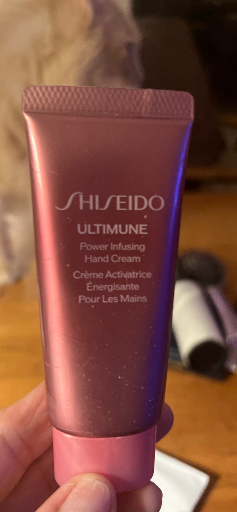 SHISEIDO
ULTIMUNE
Power Infusing
Hand Cream
Crème Activatrice
Énergisante
Pour Les Mains